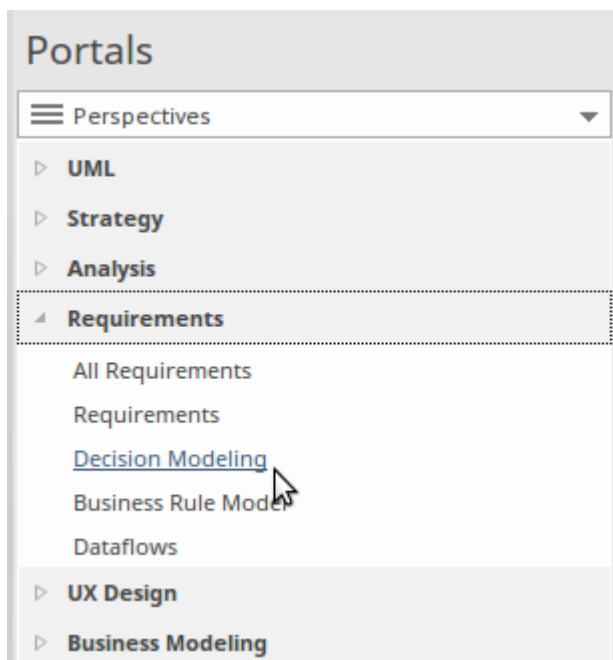 Portals
Perspectives
UML
Strategy
Analysis
Requirements
All Requirements
Requirements
Decision Modeling
Business Rule Model
Dataflows
UX Design
Business Modeling